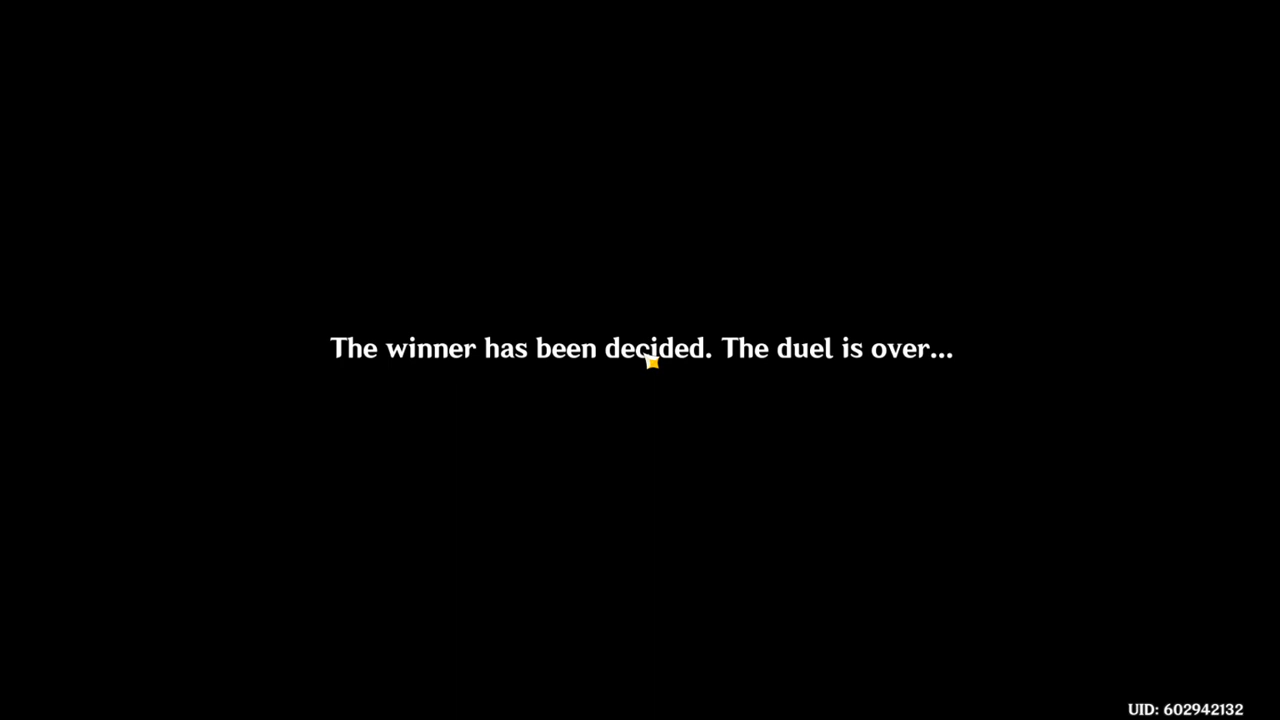 The winner has been decided. The duel is over...
UID: 602942132